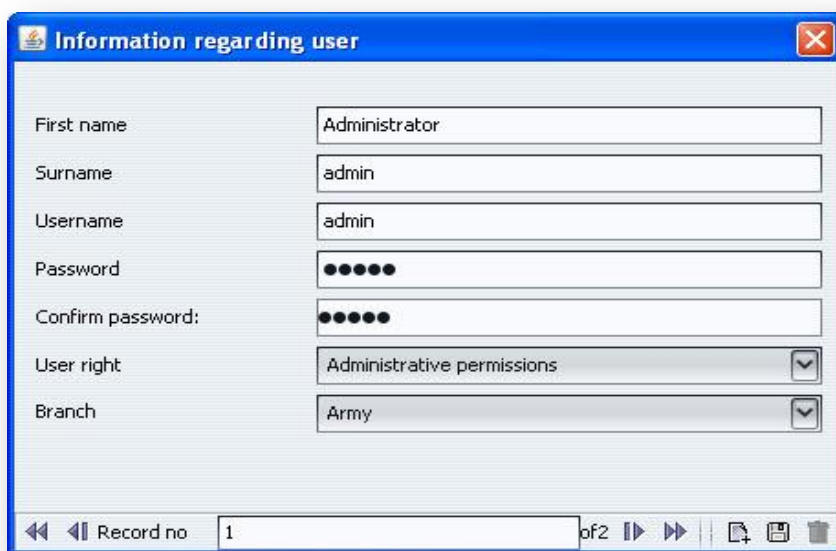 Information regarding user
First name Administrator
Surname admin
Username admin
Password ●●●●●
Confirm password: ●●●●●
User right Administrative permissions
Branch Army
Record no 1 of2